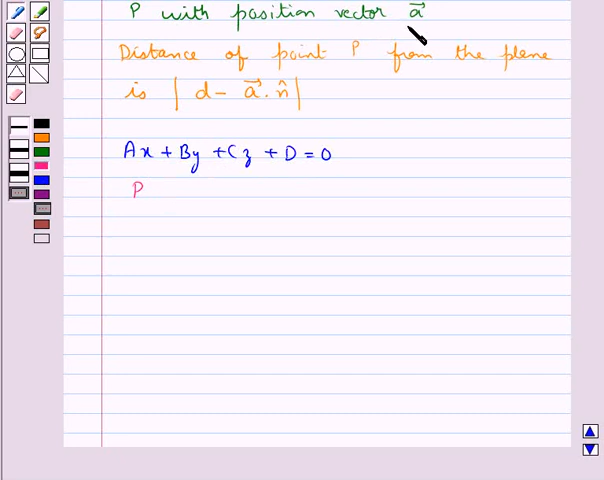 P with position vector a⃗
Distance of point P from the plane
is | d - a⃗ . n̂ |
Ax + By + Cz + D = 0
P